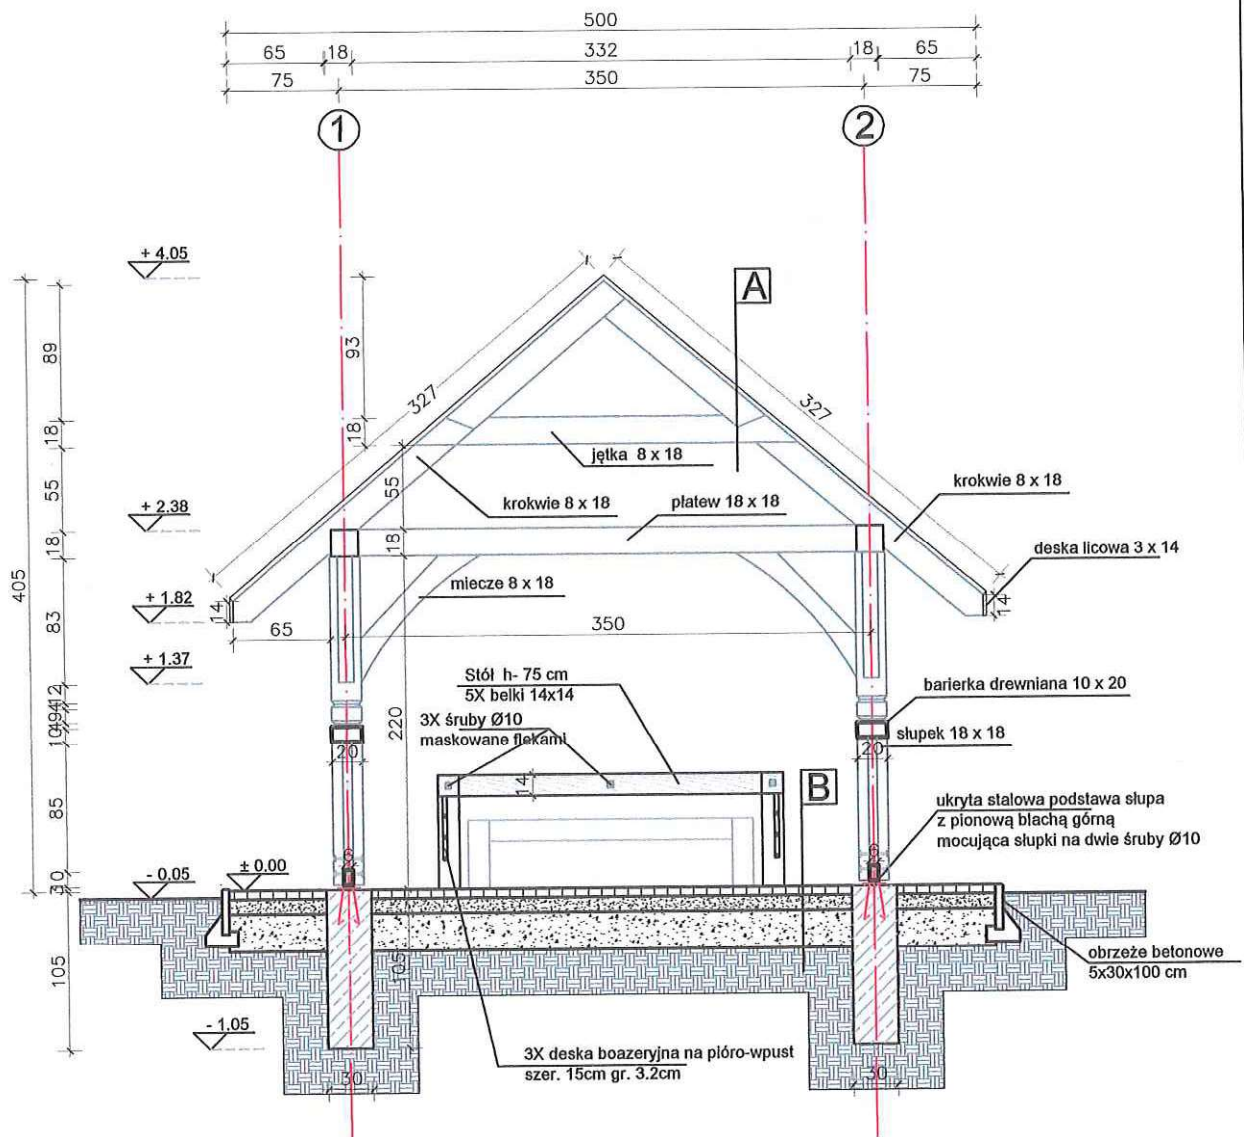 500
65
18
332
18
65
75
350
75
1
2
+ 4.05
A
89
93
327
327
18
18
jętka 8 x 18
krokwie 8 x 18
55
55
krokwie 8 x 18
płatew 18 x 18
+ 2.38
18
18
deska licowa 3 x 14
405
miecze 8 x 18
+ 1.82
14
14
83
65
350
+ 1.37
Stół h- 75 cm
5X belki 14x14
barierka drewniana 10 x 20
12
220
3X śruby Ø10
maskowane flekami
słupek 18 x 18
10
20
20
14
B
85
ukryta stalowa podstawa słupa
z pionową blachą górną
mocująca słupki na dwie śruby Ø10
- 0.05
± 0.00
105
105
obrzeże betonowe
5x30x100 cm
- 1.05
3X deska boazeryjna na pióro-wpust
szer. 15cm gr. 3.2cm
30
30